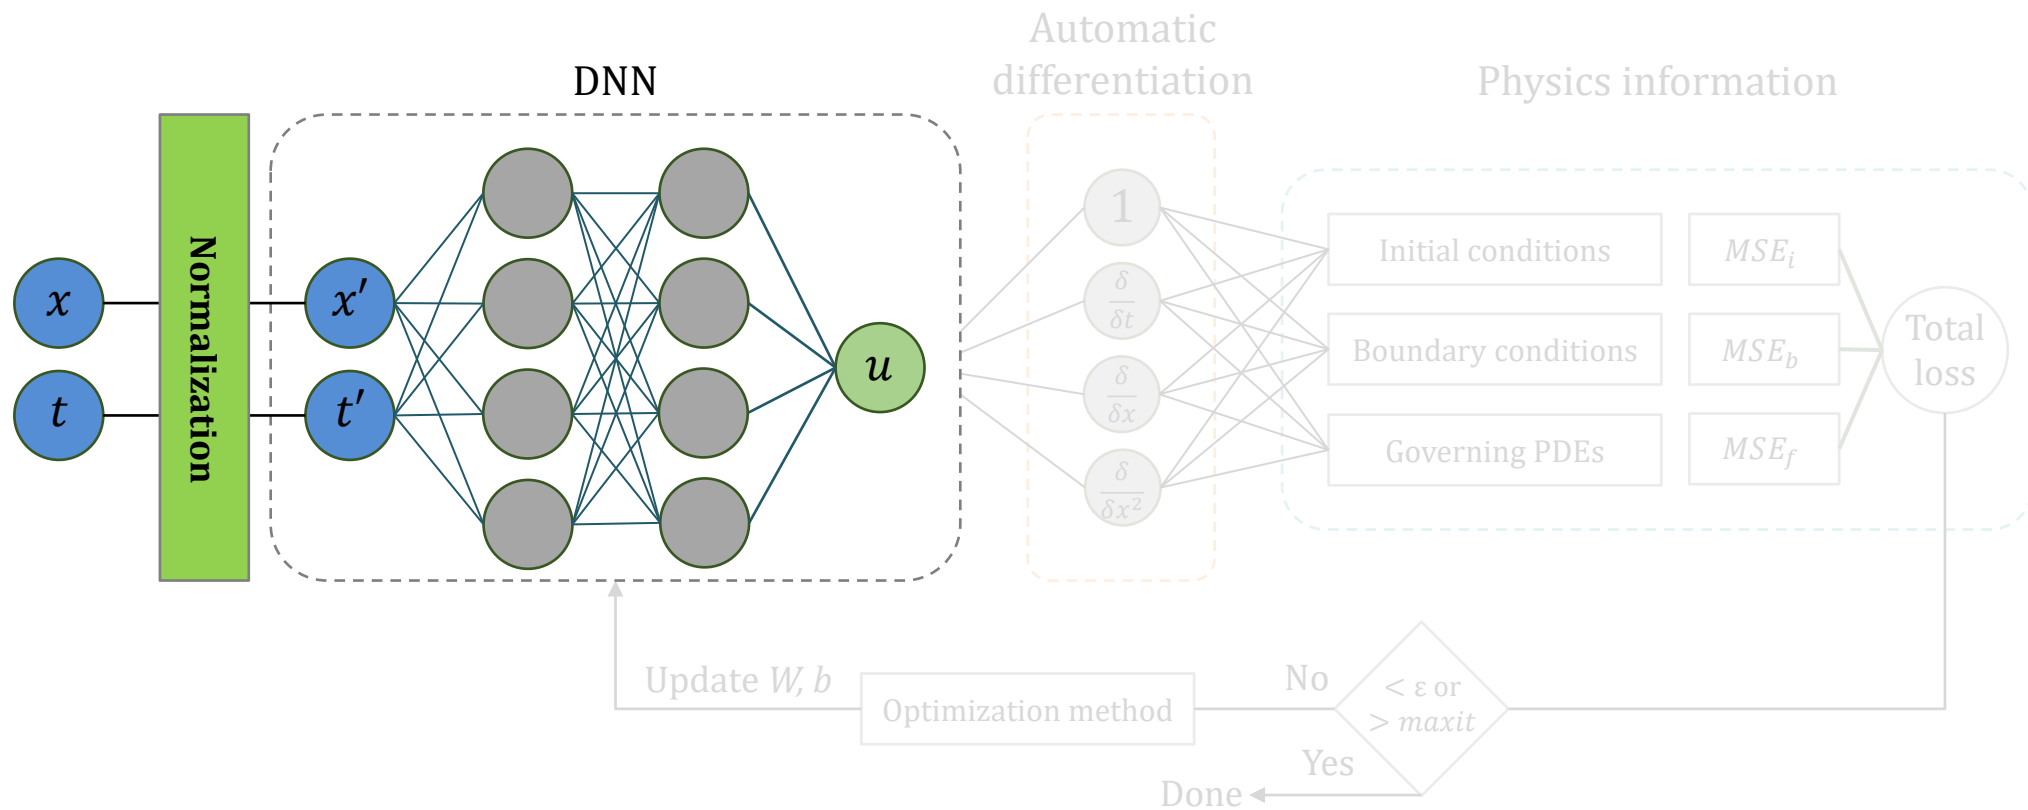 Automatic
differentiation
DNN
Physics information
Normalization
x
t
x′
t′
u
1
δ/δt
δ/δx
δ/δx²
Initial conditions
MSE_i
Boundary conditions
MSE_b
Governing PDEs
MSE_f
Total
loss
Update W, b
Optimization method
No
< ε or
> maxit
Yes
Done